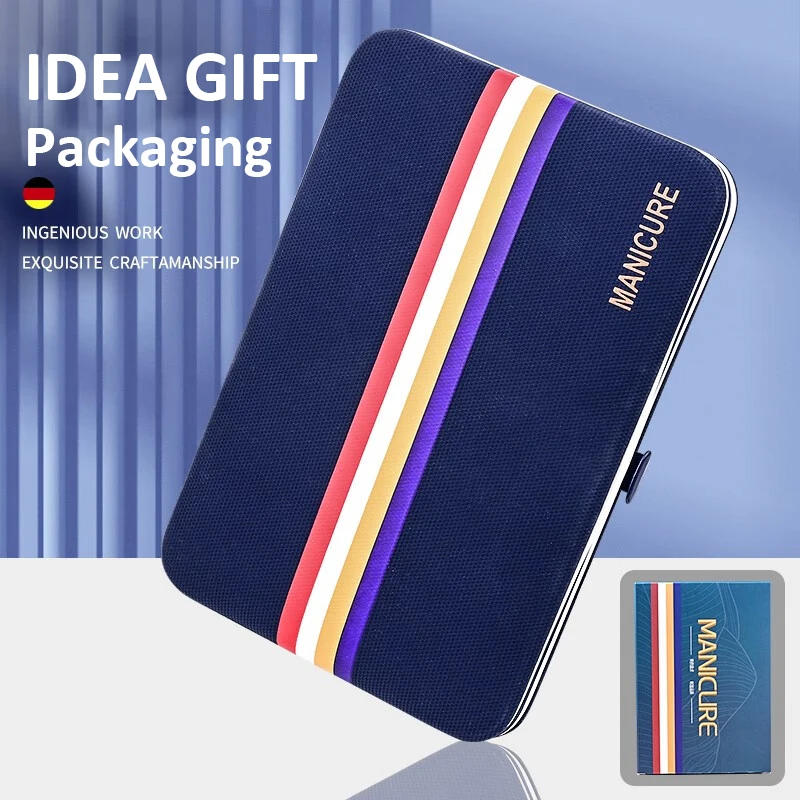 IDEA GIFT
Packaging
INGENIOUS WORK
EXQUISITE CRAFTAMANSHIP
MANICURE
MANICURE